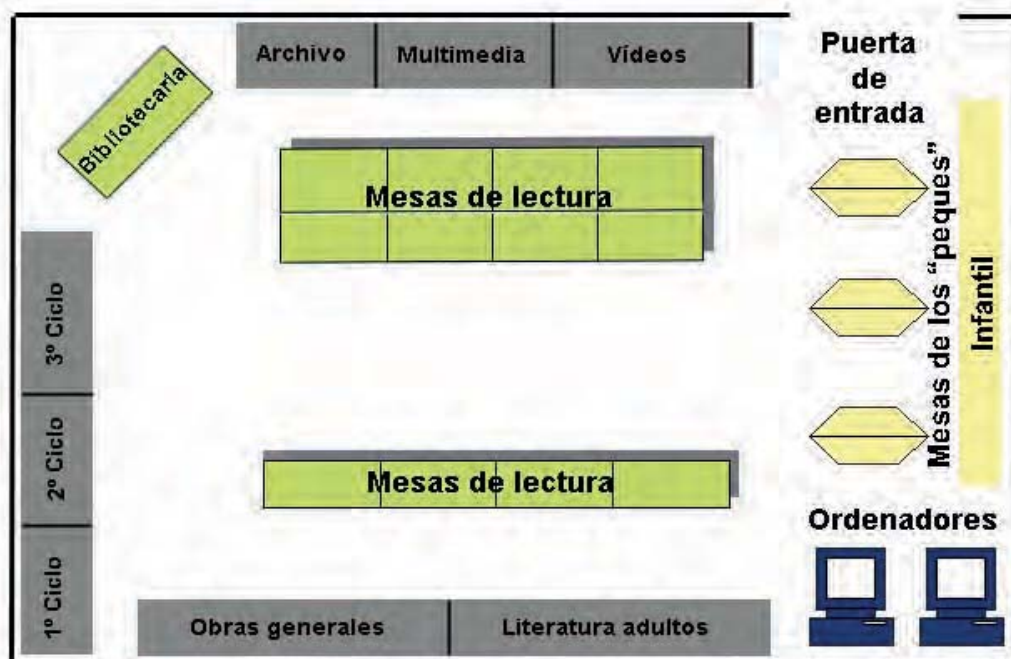 Archivo
Multimedia
Vídeos
Puerta
de
entrada
Bibliotecaria
Mesas de lectura
Mesas de los "peques"
Infantil
3º Ciclo
2º Ciclo
1º Ciclo
Mesas de lectura
Ordenadores
Obras generales
Literatura adultos